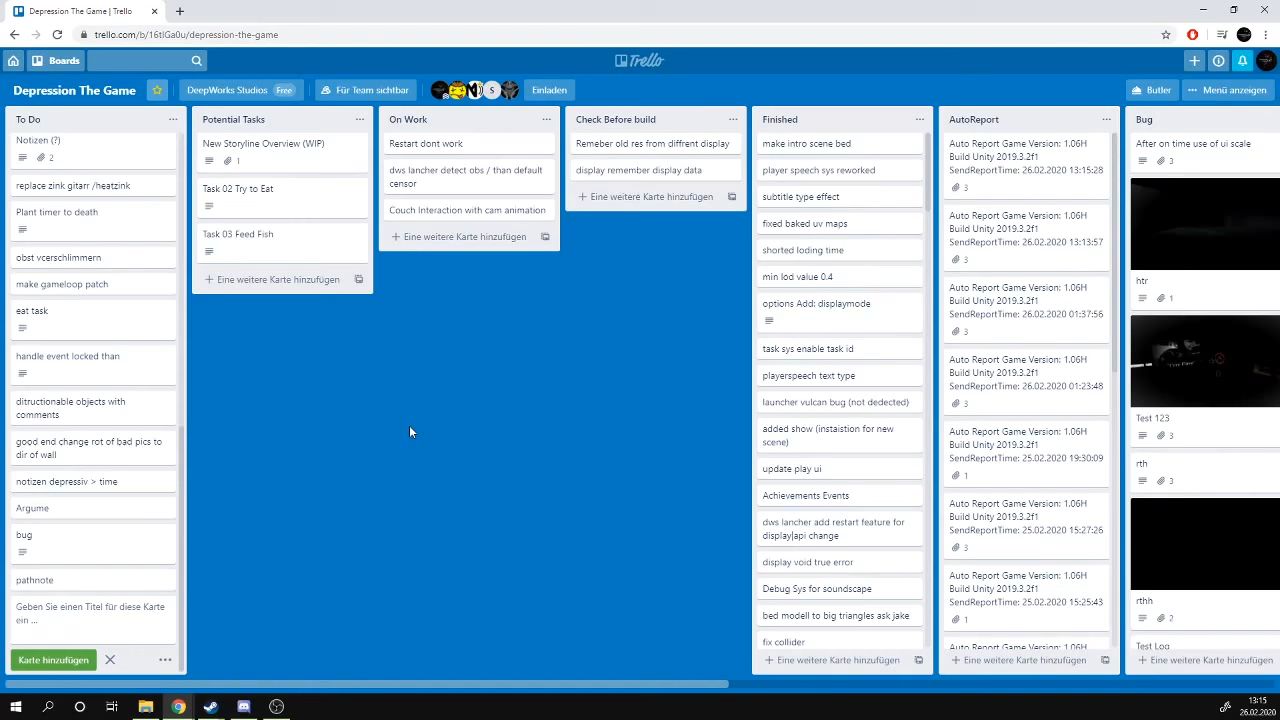 Depression The Game | Trello
trello.com/b/16tlGa0u/depression-the-game
Boards
Trello
Depression The Game
DeepWorks Studios Free
Für Team sichtbar
S
Einladen
Butler
Menü anzeigen
To Do
Notizen (?)
2
replace zink gitarr /heatzink
Plant timer to death
obst vcerschlimmern
make gameloop patch
eat task
handle event locked than
ditructionable objects with
comments
good end change rot of bad pics to
dir of wall
notizen depressiv > time
Argume
bug
pathnote
Geben Sie einen Titel für diese Karte
ein ...
Karte hinzufügen
Potential Tasks
New Storyline Overview (WIP)
1
Task 02 Try to Eat
Task 03 Feed Fish
Eine weitere Karte hinzufügen
On Work
Restart dont work
dws lancher detect obs / than default
censor
Couch Interaction with cam animation
Eine weitere Karte hinzufügen
Check Before build
Remeber old res from diffrent display
display remember display data
Eine weitere Karte hinzufügen
Finished
make intro scene bed
player speech sys reworked
subtitle type effect
fixed baked uv maps
shorted loding time
min lod value 0.4
options Add: displaymode
task sys enable task id
playerspeech text type
launcher vulcan bug (not dedected)
added show (instaistion for new
scene)
update play ui
Achievements Events
dws lancher add restart feature for
display|api change
display void true error
Debug Sys for soundscape
bed modell to big triangles ask jake
fix collider
Eine weitere Karte hinzufügen
AutoReport
Auto Report Game Version: 1.06H
Build Unity 2019.3.2f1
SendReportTime: 26.02.2020 13:15:28
3
Auto Report Game Version: 1.06H
Build Unity 2019.3.2f1
SendReportTime: 26.02.2020 13:13:57
3
Auto Report Game Version: 1.06H
Build Unity 2019.3.2f1
SendReportTime: 26.02.2020 01:37:56
3
Auto Report Game Version: 1.06H
Build Unity 2019.3.2f1
SendReportTime: 26.02.2020 01:23:48
3
Auto Report Game Version: 1.06H
Build Unity 2019.3.2f1
SendReportTime: 25.02.2020 19:30:09
1
Auto Report Game Version: 1.06H
Build Unity 2019.3.2f1
SendReportTime: 25.02.2020 15:27:26
3
Auto Report Game Version: 1.06H
Build Unity 2019.3.2f1
SendReportTime: 25.02.2020 15:25:43
1
Auto Report Game Version: 1.06H
Eine weitere Karte hinzufügen
Bug
After on time use of ui scale
3
htr
1
Test 123
3
rth
3
rthh
2
Test Log
Eine weitere Karte hinzufügen
13:15
26.02.2020